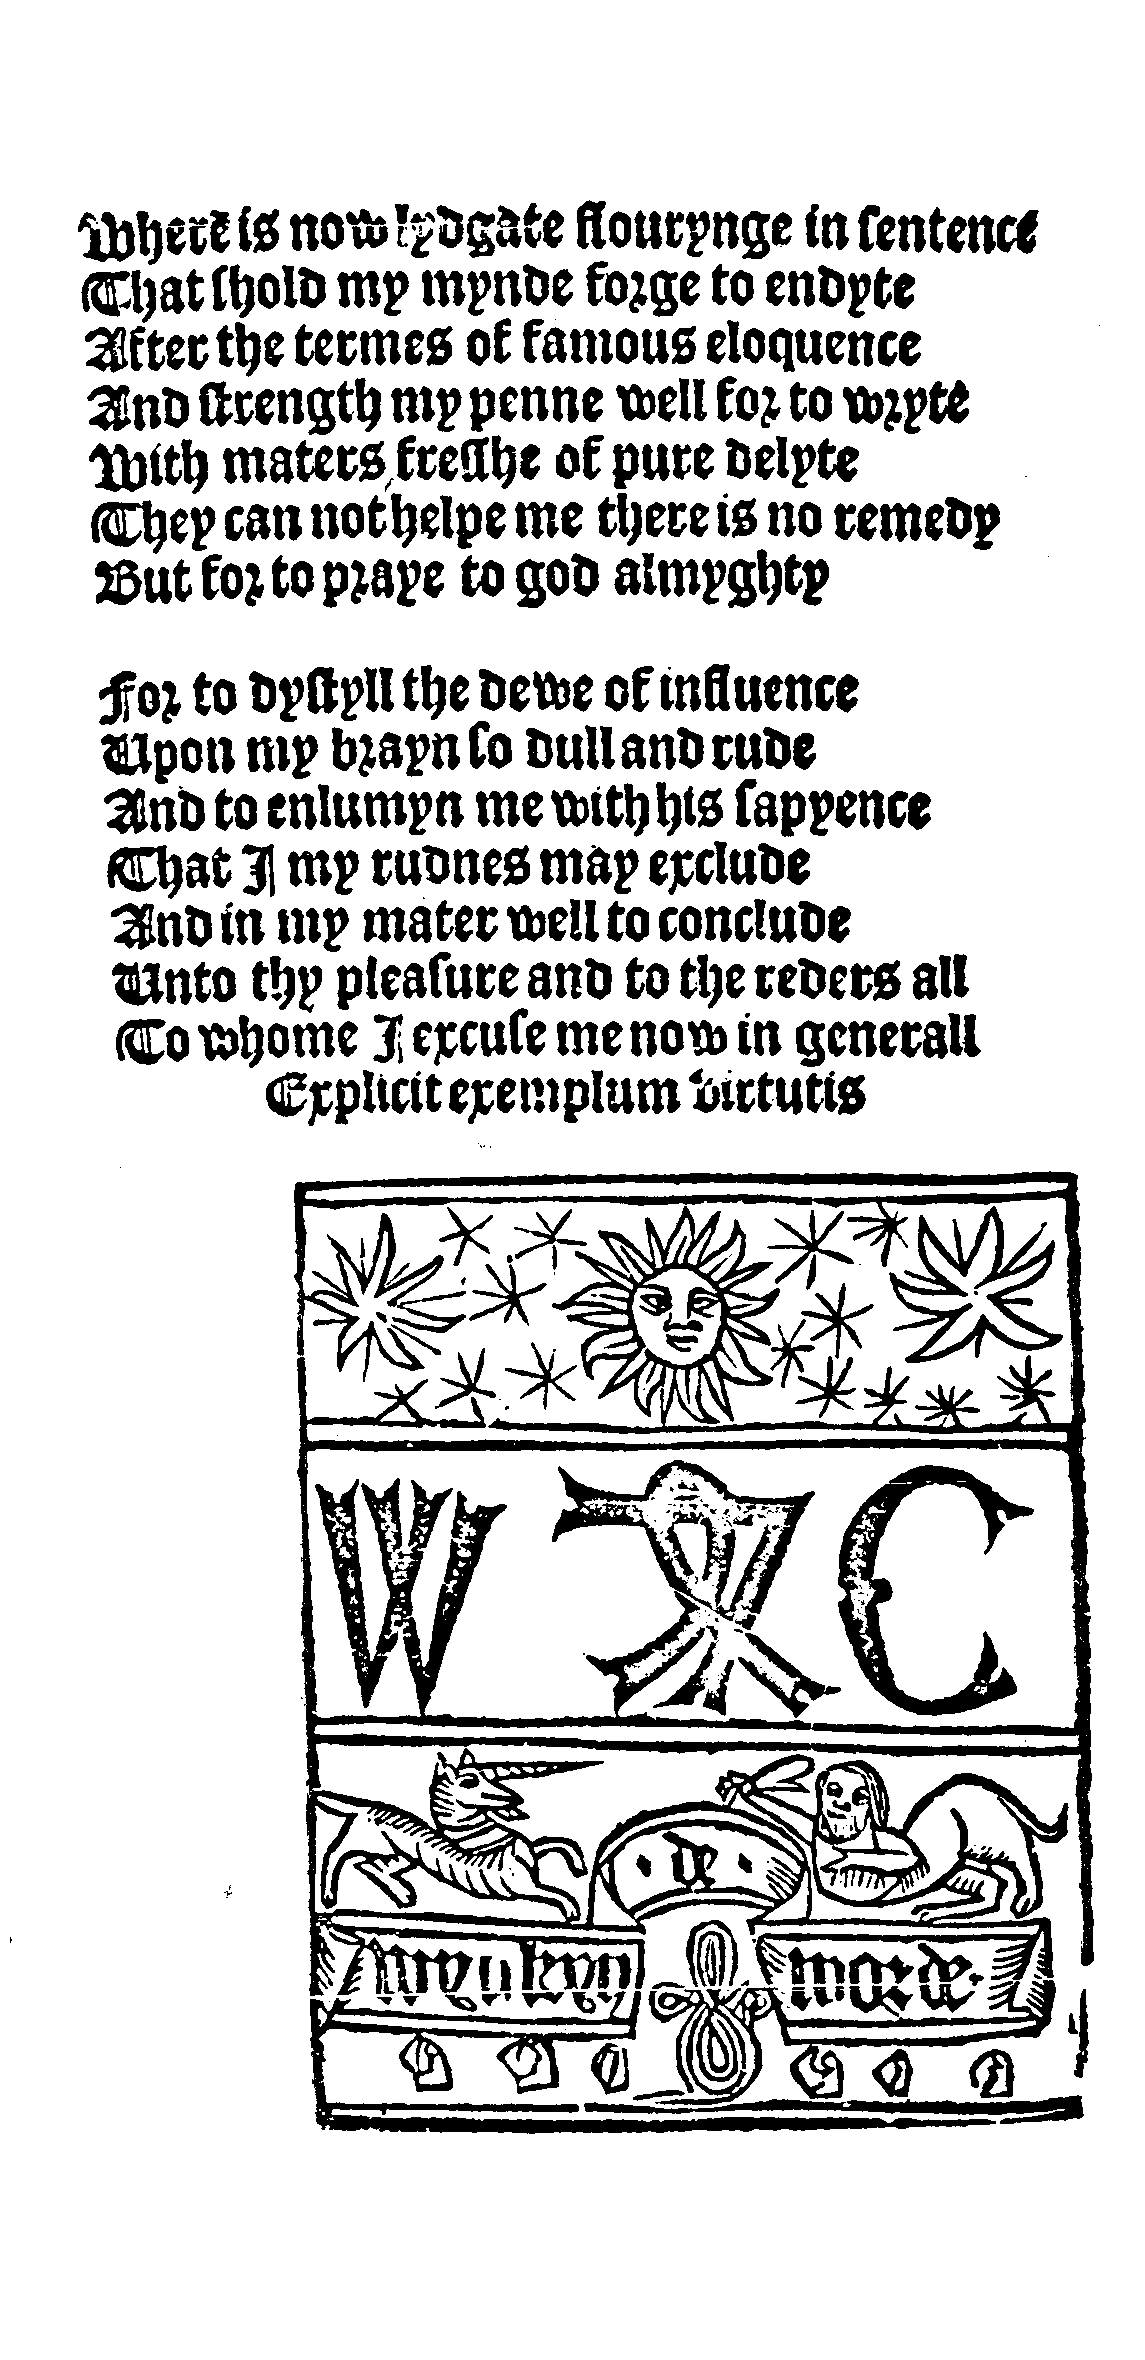 Where is now lydgate flourynge in ſentence
That ſhold my mynde forge to endyte
After the termes of famous eloquence
And ſtrength my penne well for to wryte
With maters freſſhe of pure delyte
They can not helpe me there is no remedy
But for to praye to god almyghty
For to dyſtyll the dewe of influence
Upon my brayn ſo dull and rude
And to enlumyn me with his ſapyence
That I my rudnes may exclude
And in my mater well to conclude
Unto thy pleaſure and to the reders all
To whome I excuſe me now in generall
Explicit exemplum virtutis
W C
· de ·
wynkyn worde·